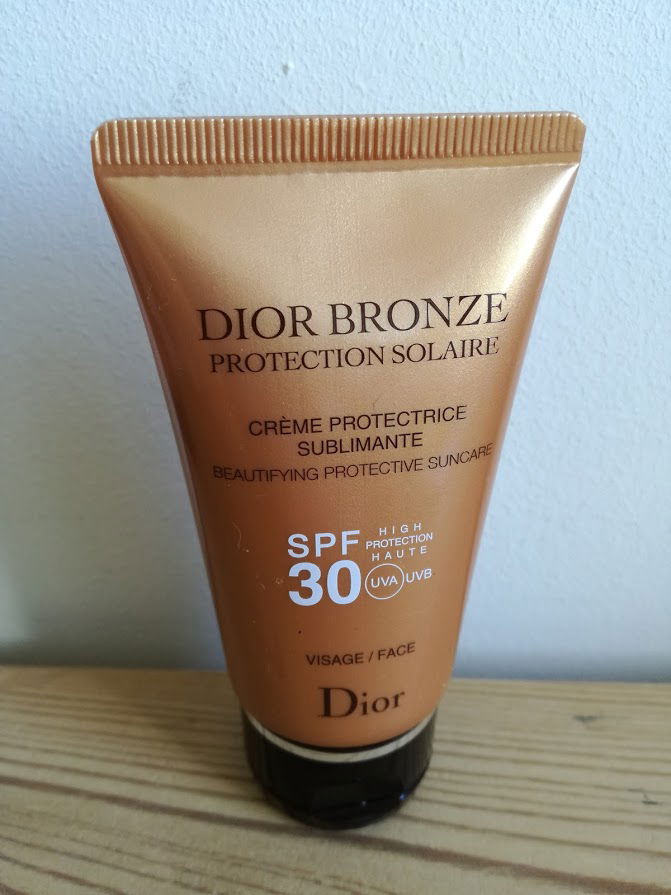 DIOR BRONZE
PROTECTION SOLAIRE
CRÈME PROTECTRICE
SUBLIMANTE
BEAUTIFYING PROTECTIVE SUNCARE
SPF
30
HIGH
PROTECTION
HAUTE
UVA UVB
VISAGE / FACE
Dior